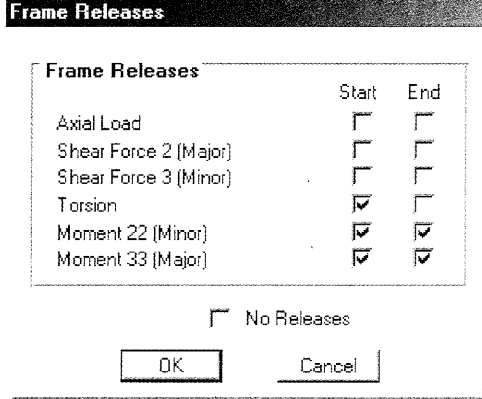 Frame Releases
Frame Releases
Start End
Axial Load
Shear Force 2 (Major)
Shear Force 3 (Minor)
Torsion
Moment 22 (Minor)
Moment 33 (Major)
No Releases
OK Cancel